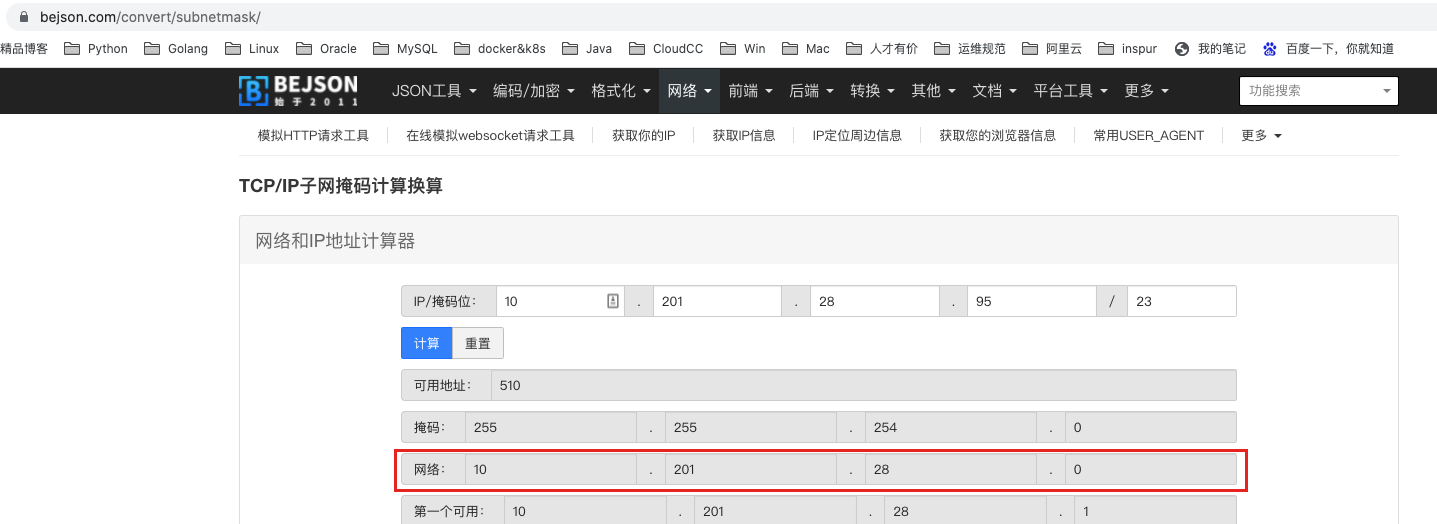 bejson.com/convert/subnetmask/
精品博客 Python Golang Linux Oracle MySQL docker&k8s Java CloudCC Win Mac 人才有价 运维规范 阿里云 inspur 我的笔记 百度一下，你就知道
BEJSON 始于2011 JSON工具 编码/加密 格式化 网络 前端 后端 转换 其他 文档 平台工具 更多 功能搜索
模拟HTTP请求工具 在线模拟websocket请求工具 获取你的IP 获取IP信息 IP定位周边信息 获取您的浏览器信息 常用USER_AGENT 更多
TCP/IP子网掩码计算换算
网络和IP地址计算器
IP/掩码位： 10 . 201 . 28 . 95 / 23
计算 重置
可用地址： 510
掩码： 255 . 255 . 254 . 0
网络： 10 . 201 . 28 . 0
第一个可用： 10 . 201 . 28 . 1